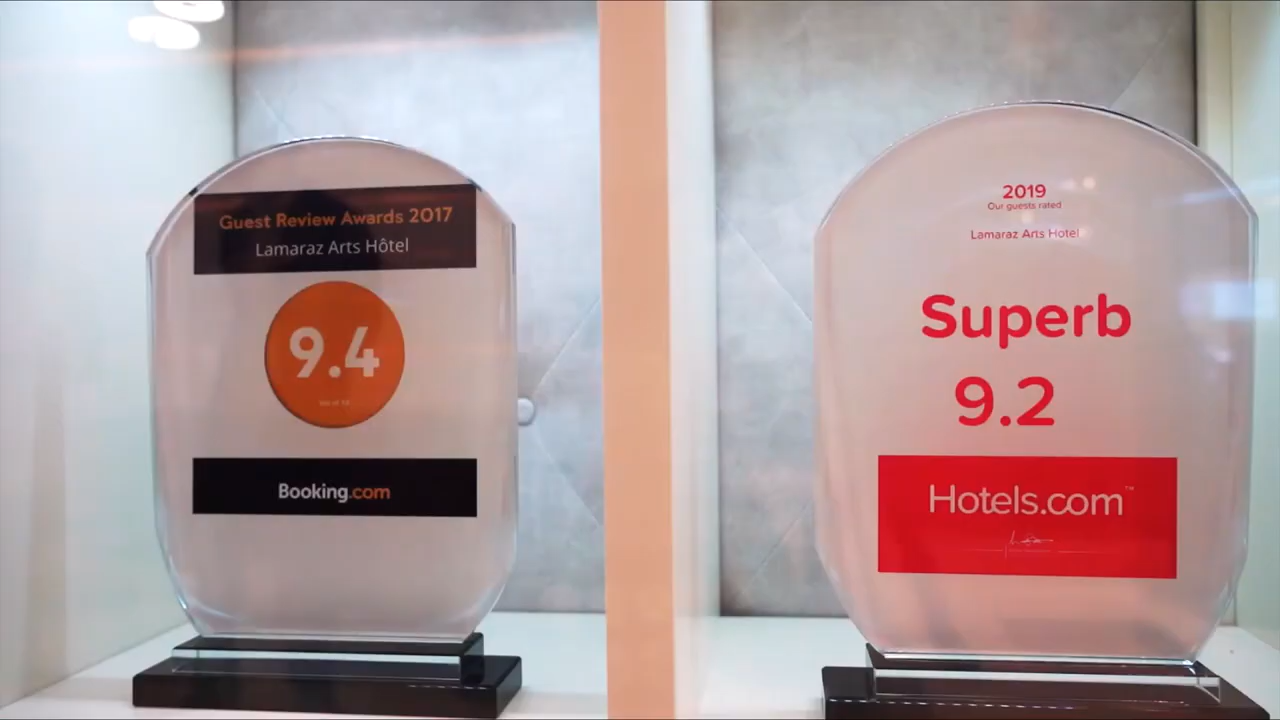 Guest Review Awards 2017
Lamaraz Arts Hôtel
9.4
Booking.com
2019
Our guests rated
Lamaraz Arts Hotel
Superb
9.2
Hotels.com™